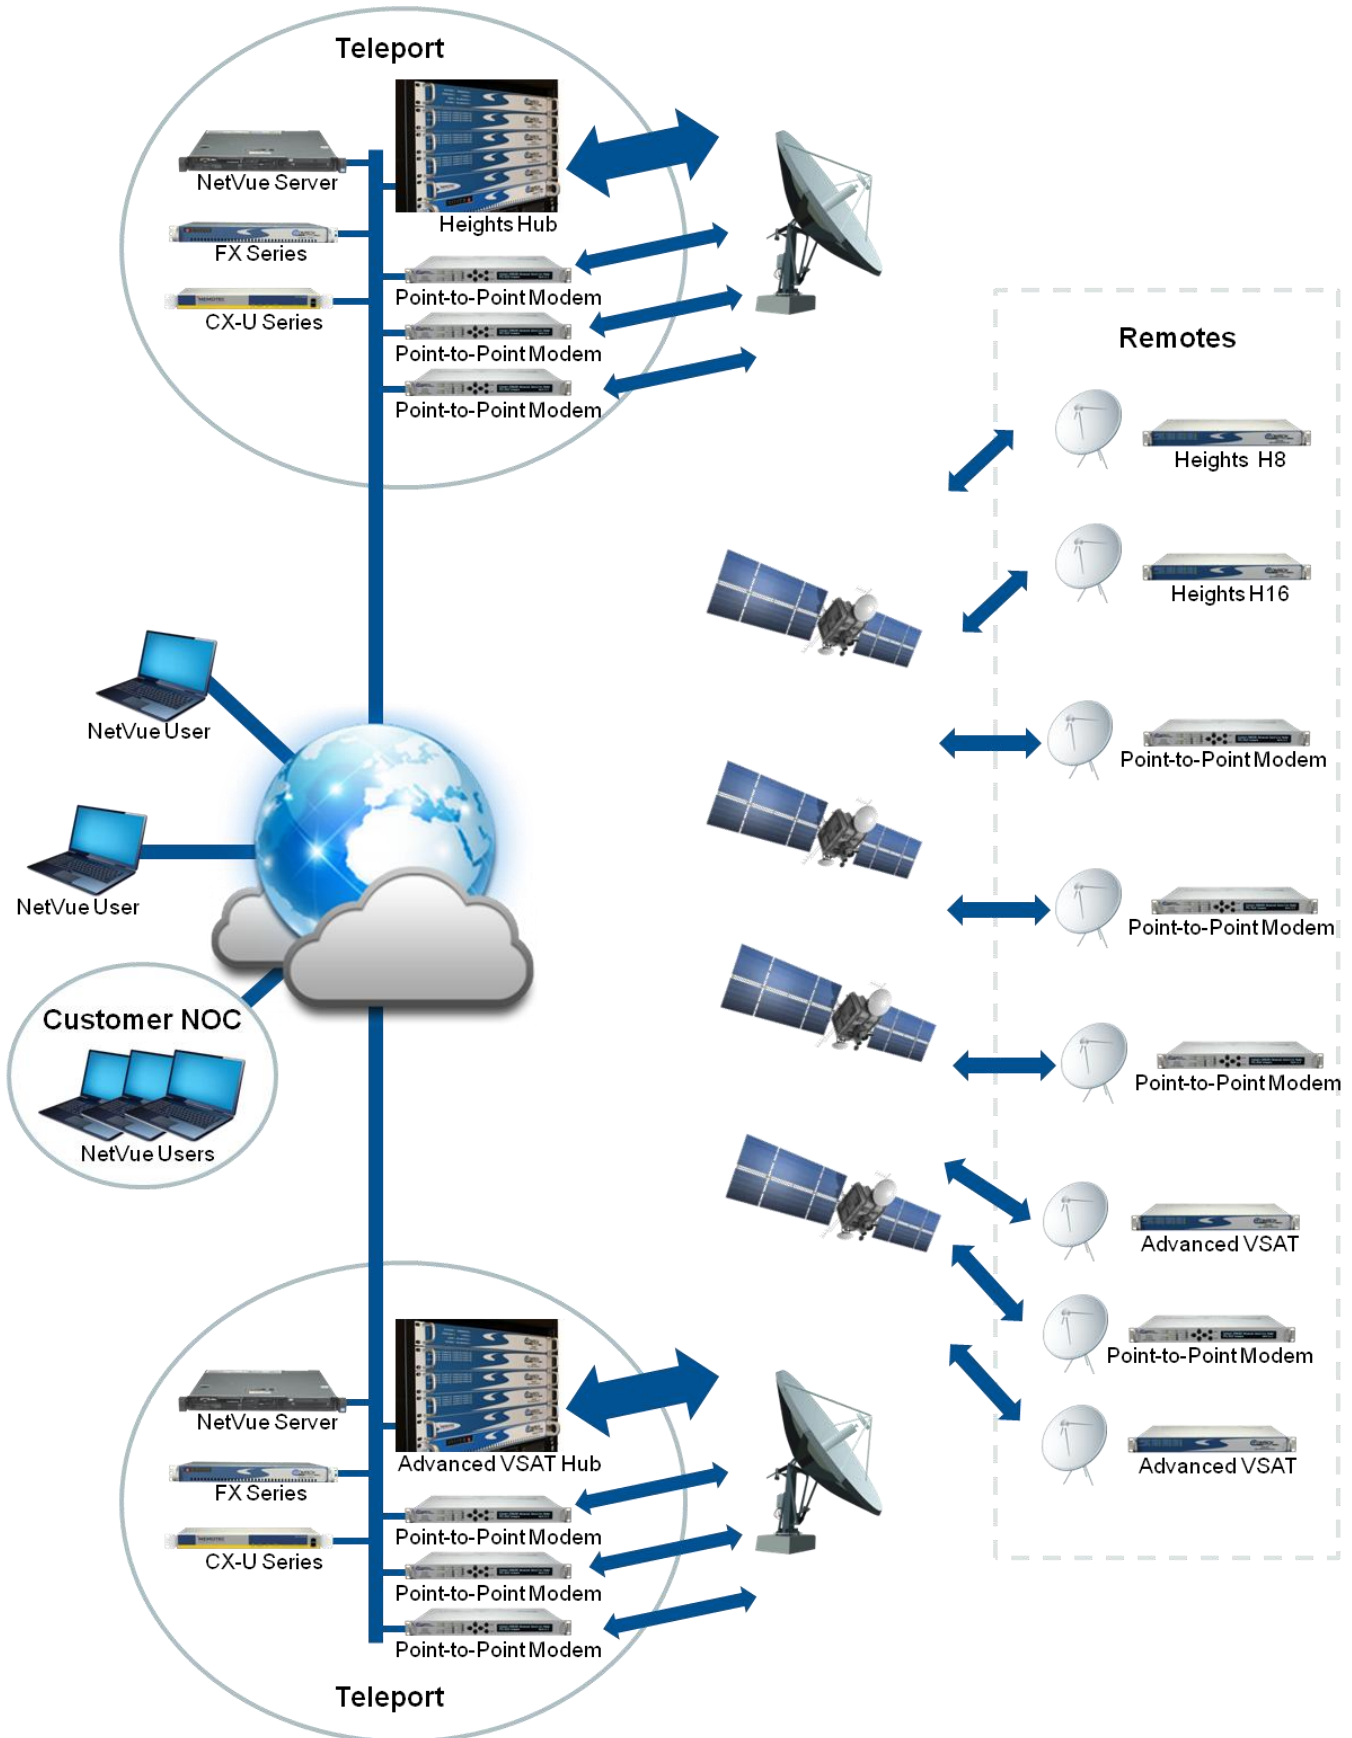 Teleport
NetVue Server
Heights Hub
FX Series
Point-to-Point Modem
CX-U Series
Point-to-Point Modem
Point-to-Point Modem
Remotes
Heights H8
Heights H16
NetVue User
Point-to-Point Modem
NetVue User
Point-to-Point Modem
Customer NOC
NetVue Users
Point-to-Point Modem
Advanced VSAT
Point-to-Point Modem
Advanced VSAT
NetVue Server
Advanced VSAT Hub
FX Series
Point-to-Point Modem
CX-U Series
Point-to-Point Modem
Point-to-Point Modem
Teleport